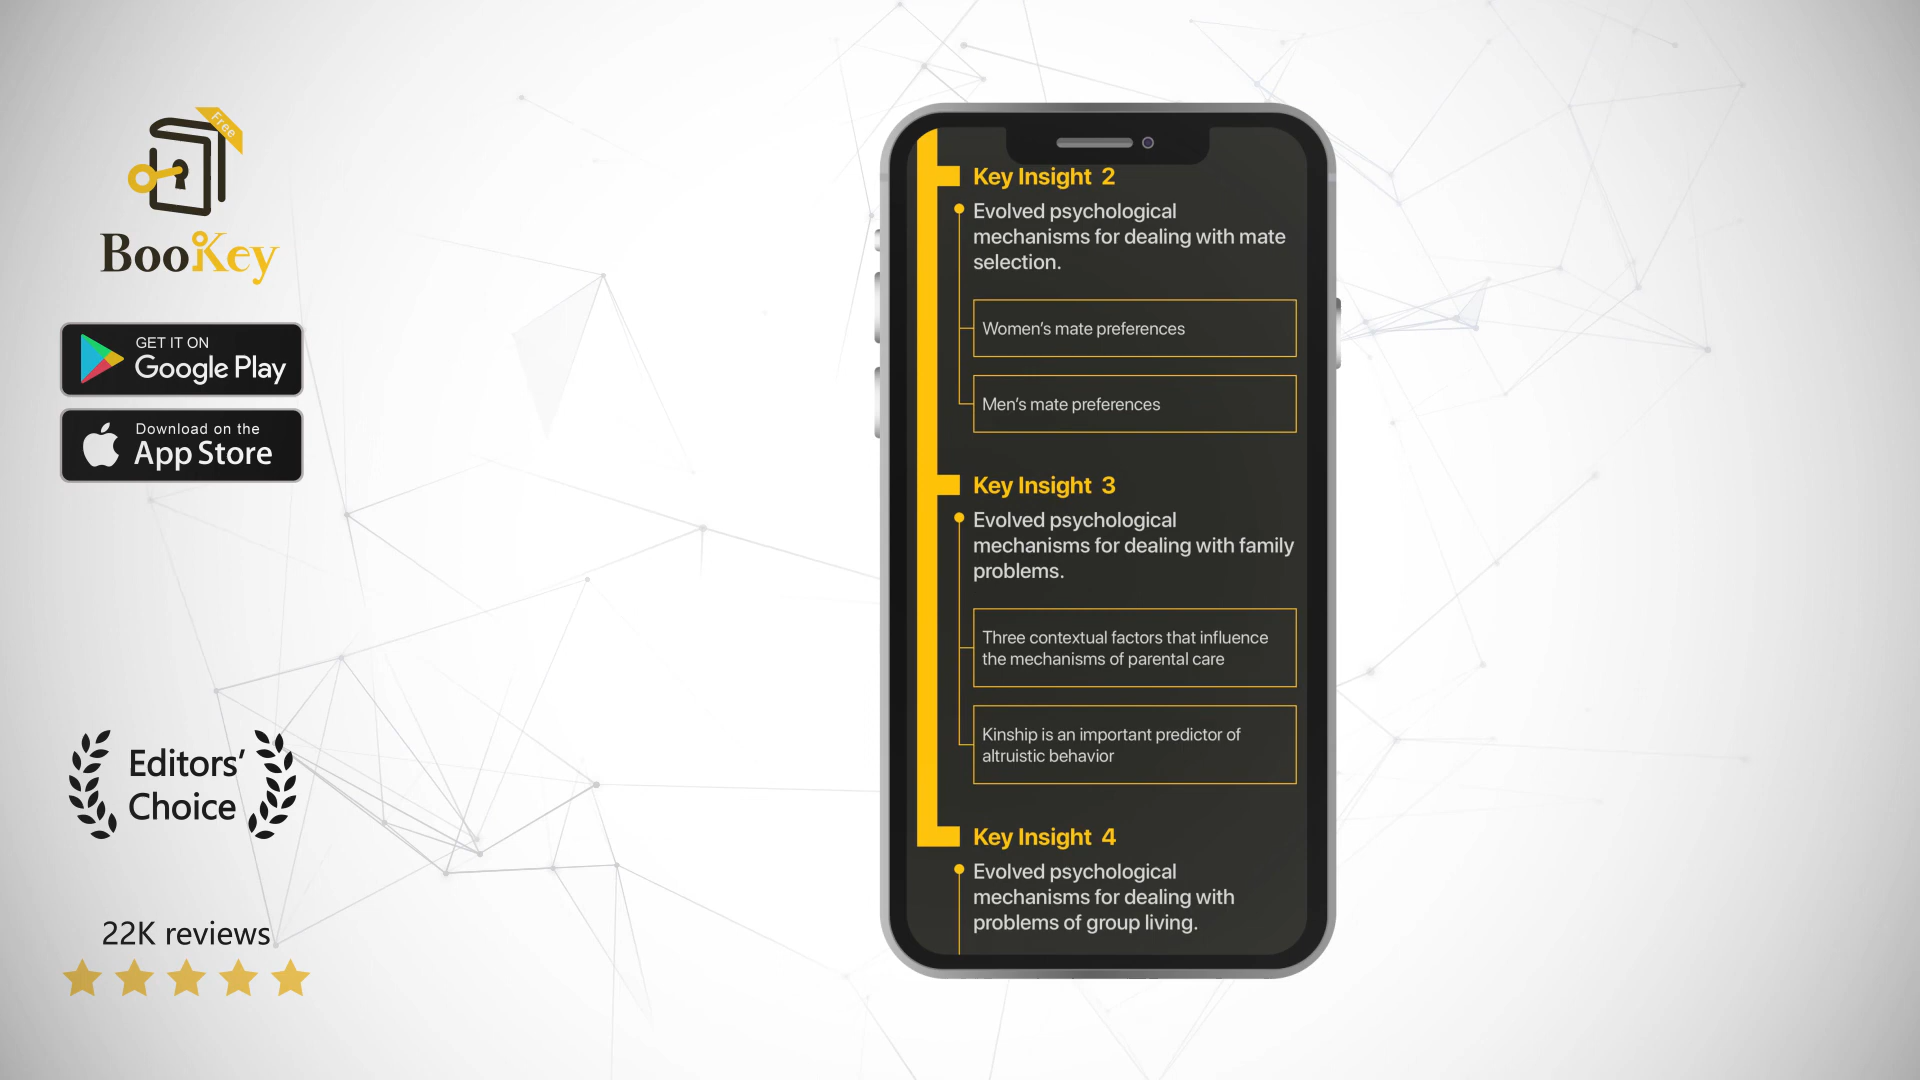 Free
BooKey
GET IT ON
Google Play
Download on the
App Store
Editors’
Choice
22K reviews
Key Insight 2
Evolved psychological
mechanisms for dealing with mate
selection.
Women’s mate preferences
Men’s mate preferences
Key Insight 3
Evolved psychological
mechanisms for dealing with family
problems.
Three contextual factors that influence
the mechanisms of parental care
Kinship is an important predictor of
altruistic behavior
Key Insight 4
Evolved psychological
mechanisms for dealing with
problems of group living.